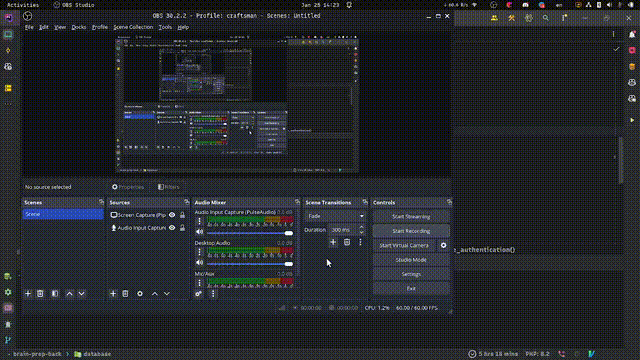 Activities
OBS Studio
Jan 28 14:23
en
OBS 30.2.2 - Profile: craftsman - Scenes: Untitled
File Edit View Docks Profile Scene Collection Tools Help
No source selected
Properties
Filters
Scenes
Scene
Sources
Screen Capture (Pip
Audio Input Capture
Audio Mixer
Audio Input Capture (PulseAudio)
0.0 dB
Desktop Audio
0.0 dB
Mic/Aux
Scene Transitions
Fade
Duration
300 ms
Controls
Start Streaming
Start Recording
Start Virtual Camera
Studio Mode
Settings
Exit
00:00:00
00:00:00
CPU: 1.2%
60.00 / 60.00 FPS
e_authentication()
brain-prep-back
database
5 hrs 18 mins
PHP: 8.2